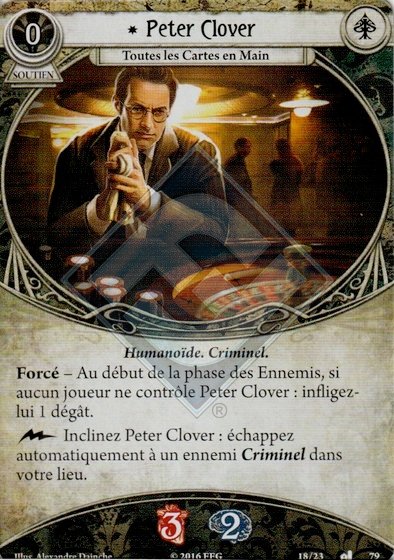 0
Peter Clover
SOUTIEN
Toutes les Cartes en Main
Humanoïde. Criminel.
Forcé – Au début de la phase des Ennemis, si
aucun joueur ne contrôle Peter Clover : infligez-
lui 1 dégât.
Inclinez Peter Clover : échappez
automatiquement à un ennemi Criminel dans
votre lieu.
®
3 2
Illus. Alexandre Dainche © 2016 FFG 18/23 79